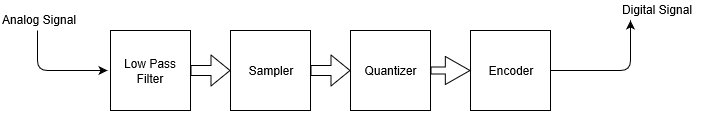 Analog Signal
Digital Signal
Low Pass
Filter
Sampler
Quantizer
Encoder